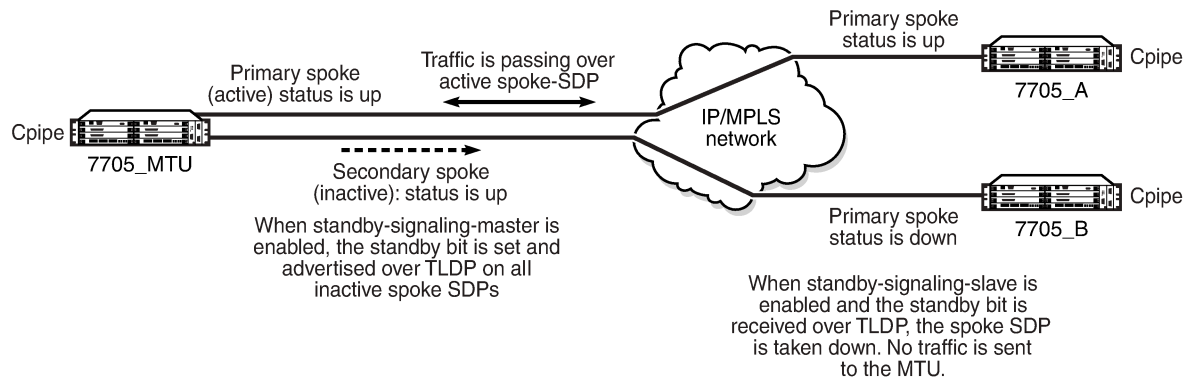 Primary spoke
status is up
Cpipe
7705_A
Traffic is passing over
active spoke-SDP
Primary spoke
(active) status is up
IP/MPLS
network
Cpipe
7705_MTU
Secondary spoke
(inactive): status is up
When standby-signaling-master is
enabled, the standby bit is set and
advertised over TLDP on all
inactive spoke SDPs
Cpipe
7705_B
Primary spoke
status is down
When standby-signaling-slave is
enabled and the standby bit is
received over TLDP, the spoke SDP
is taken down. No traffic is sent
to the MTU.